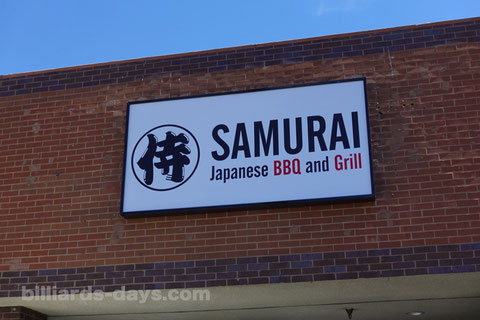 侍
SAMURAI
Japanese BBQ and Grill
billiards-days.com